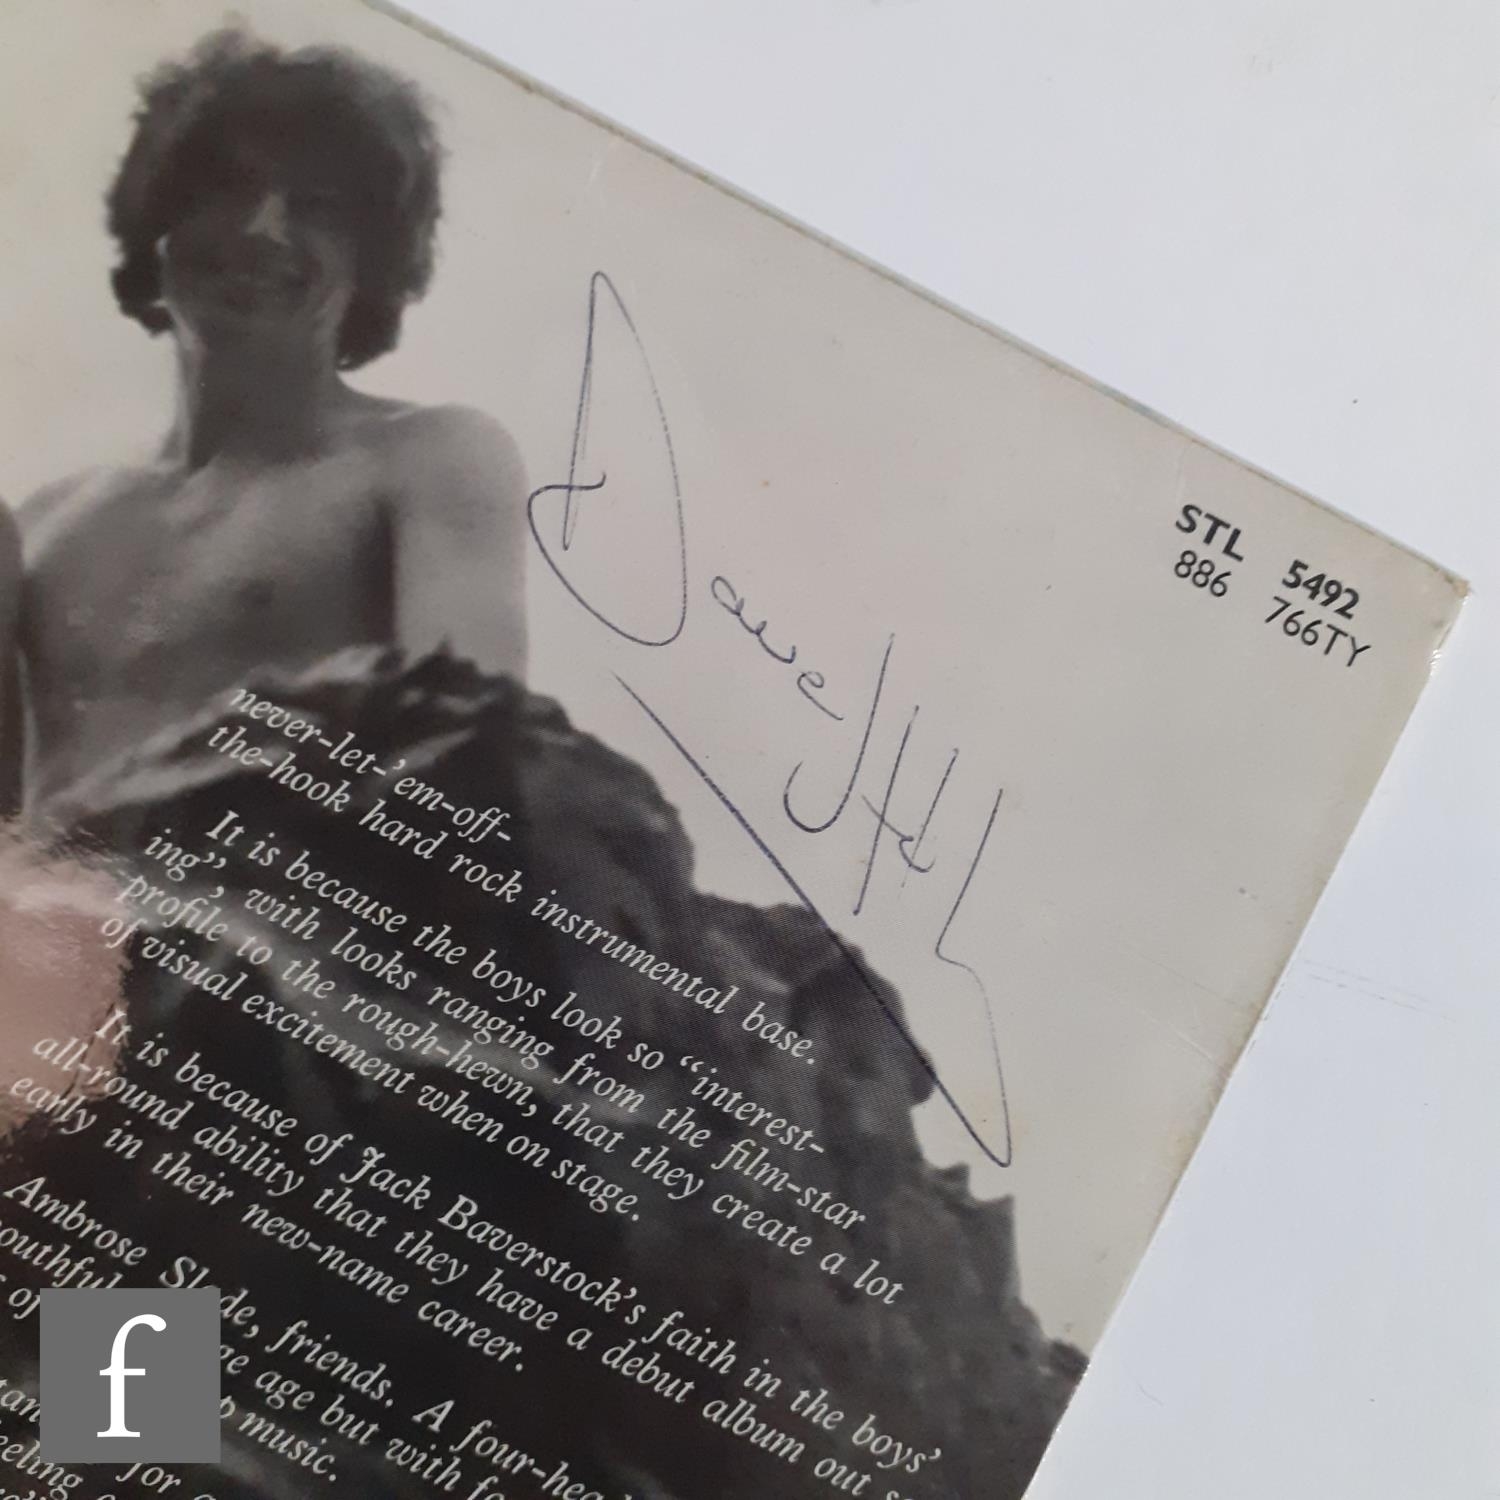 STL 5492
886 766TY
Dave Hill
never-let-'em-off-
the-hook hard rock instrumental base.
It is because the boys look so “interest-
ing”, with looks ranging from the film-star
profile to the rough-hewn, that they create a lot
of visual excitement when on stage.
It is because of Jack Baverstock's faith in the boys'
all-round ability that they have a debut album out
early in their new-name career.
Ambrose Slade, friends. A four-
age but with
music.
for
f